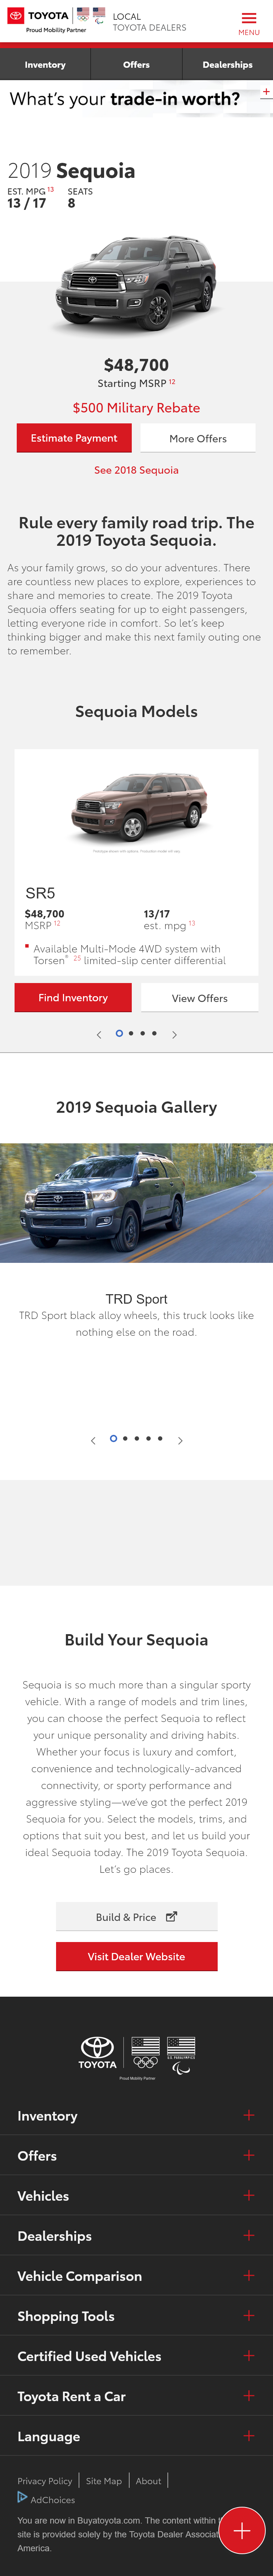 TOYOTA
Proud Mobility Partner
LOCAL
TOYOTA DEALERS
MENU
Inventory
Offers
Dealerships
What's your trade-in worth?
2019 Sequoia
EST. MPG 13
SEATS
13 / 17
8
$48,700
Starting MSRP 12
$500 Military Rebate
Estimate Payment
More Offers
See 2018 Sequoia
Rule every family road trip. The
2019 Toyota Sequoia.
As your family grows, so do your adventures. There
are countless new places to explore, experiences to
share and memories to create. The 2019 Toyota
Sequoia offers seating for up to eight passengers,
letting everyone ride in comfort. So let's keep
thinking bigger and make this next family outing one
to remember.
Sequoia Models
Prototype shown with options. Production model will vary.
SR5
$48,700
MSRP 12
13/17
est. mpg 13
Available Multi-Mode 4WD system with
Torsen® 25 limited-slip center differential
Find Inventory
View Offers
2019 Sequoia Gallery
TRD Sport
TRD Sport black alloy wheels, this truck looks like
nothing else on the road.
Build Your Sequoia
Sequoia is so much more than a singular sporty
vehicle. With a range of models and trim lines,
you can choose the perfect Sequoia to reflect
your unique personality and driving habits.
Whether your focus is luxury and comfort,
convenience and technologically-advanced
connectivity, or sporty performance and
aggressive styling—we've got the perfect 2019
Sequoia for you. Select the models, trims, and
options that suit you best, and let us build your
ideal Sequoia today. The 2019 Toyota Sequoia.
Let's go places.
Build & Price
Visit Dealer Website
TOYOTA
U.S. PARALYMPICS
Proud Mobility Partner
Inventory
Offers
Vehicles
Dealerships
Vehicle Comparison
Shopping Tools
Certified Used Vehicles
Toyota Rent a Car
Language
Privacy Policy
Site Map
About
AdChoices
You are now in Buyatoyota.com. The content within
site is provided solely by the Toyota Dealer Associat
America.